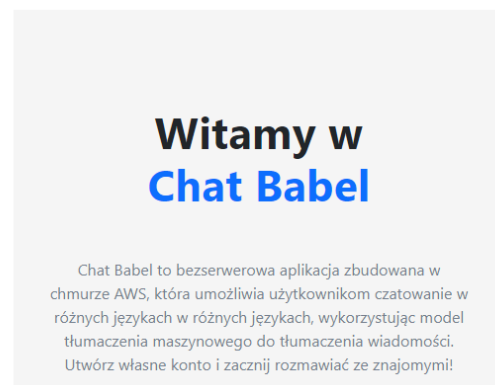 Witamy w
Chat Babel
Chat Babel to bezserwerowa aplikacja zbudowana w
chmurze AWS, która umożliwia użytkownikom czatowanie w
różnych językach w różnych językach, wykorzystując model
tłumaczenia maszynowego do tłumaczenia wiadomości.
Utwórz własne konto i zacznij rozmawiać ze znajomymi!